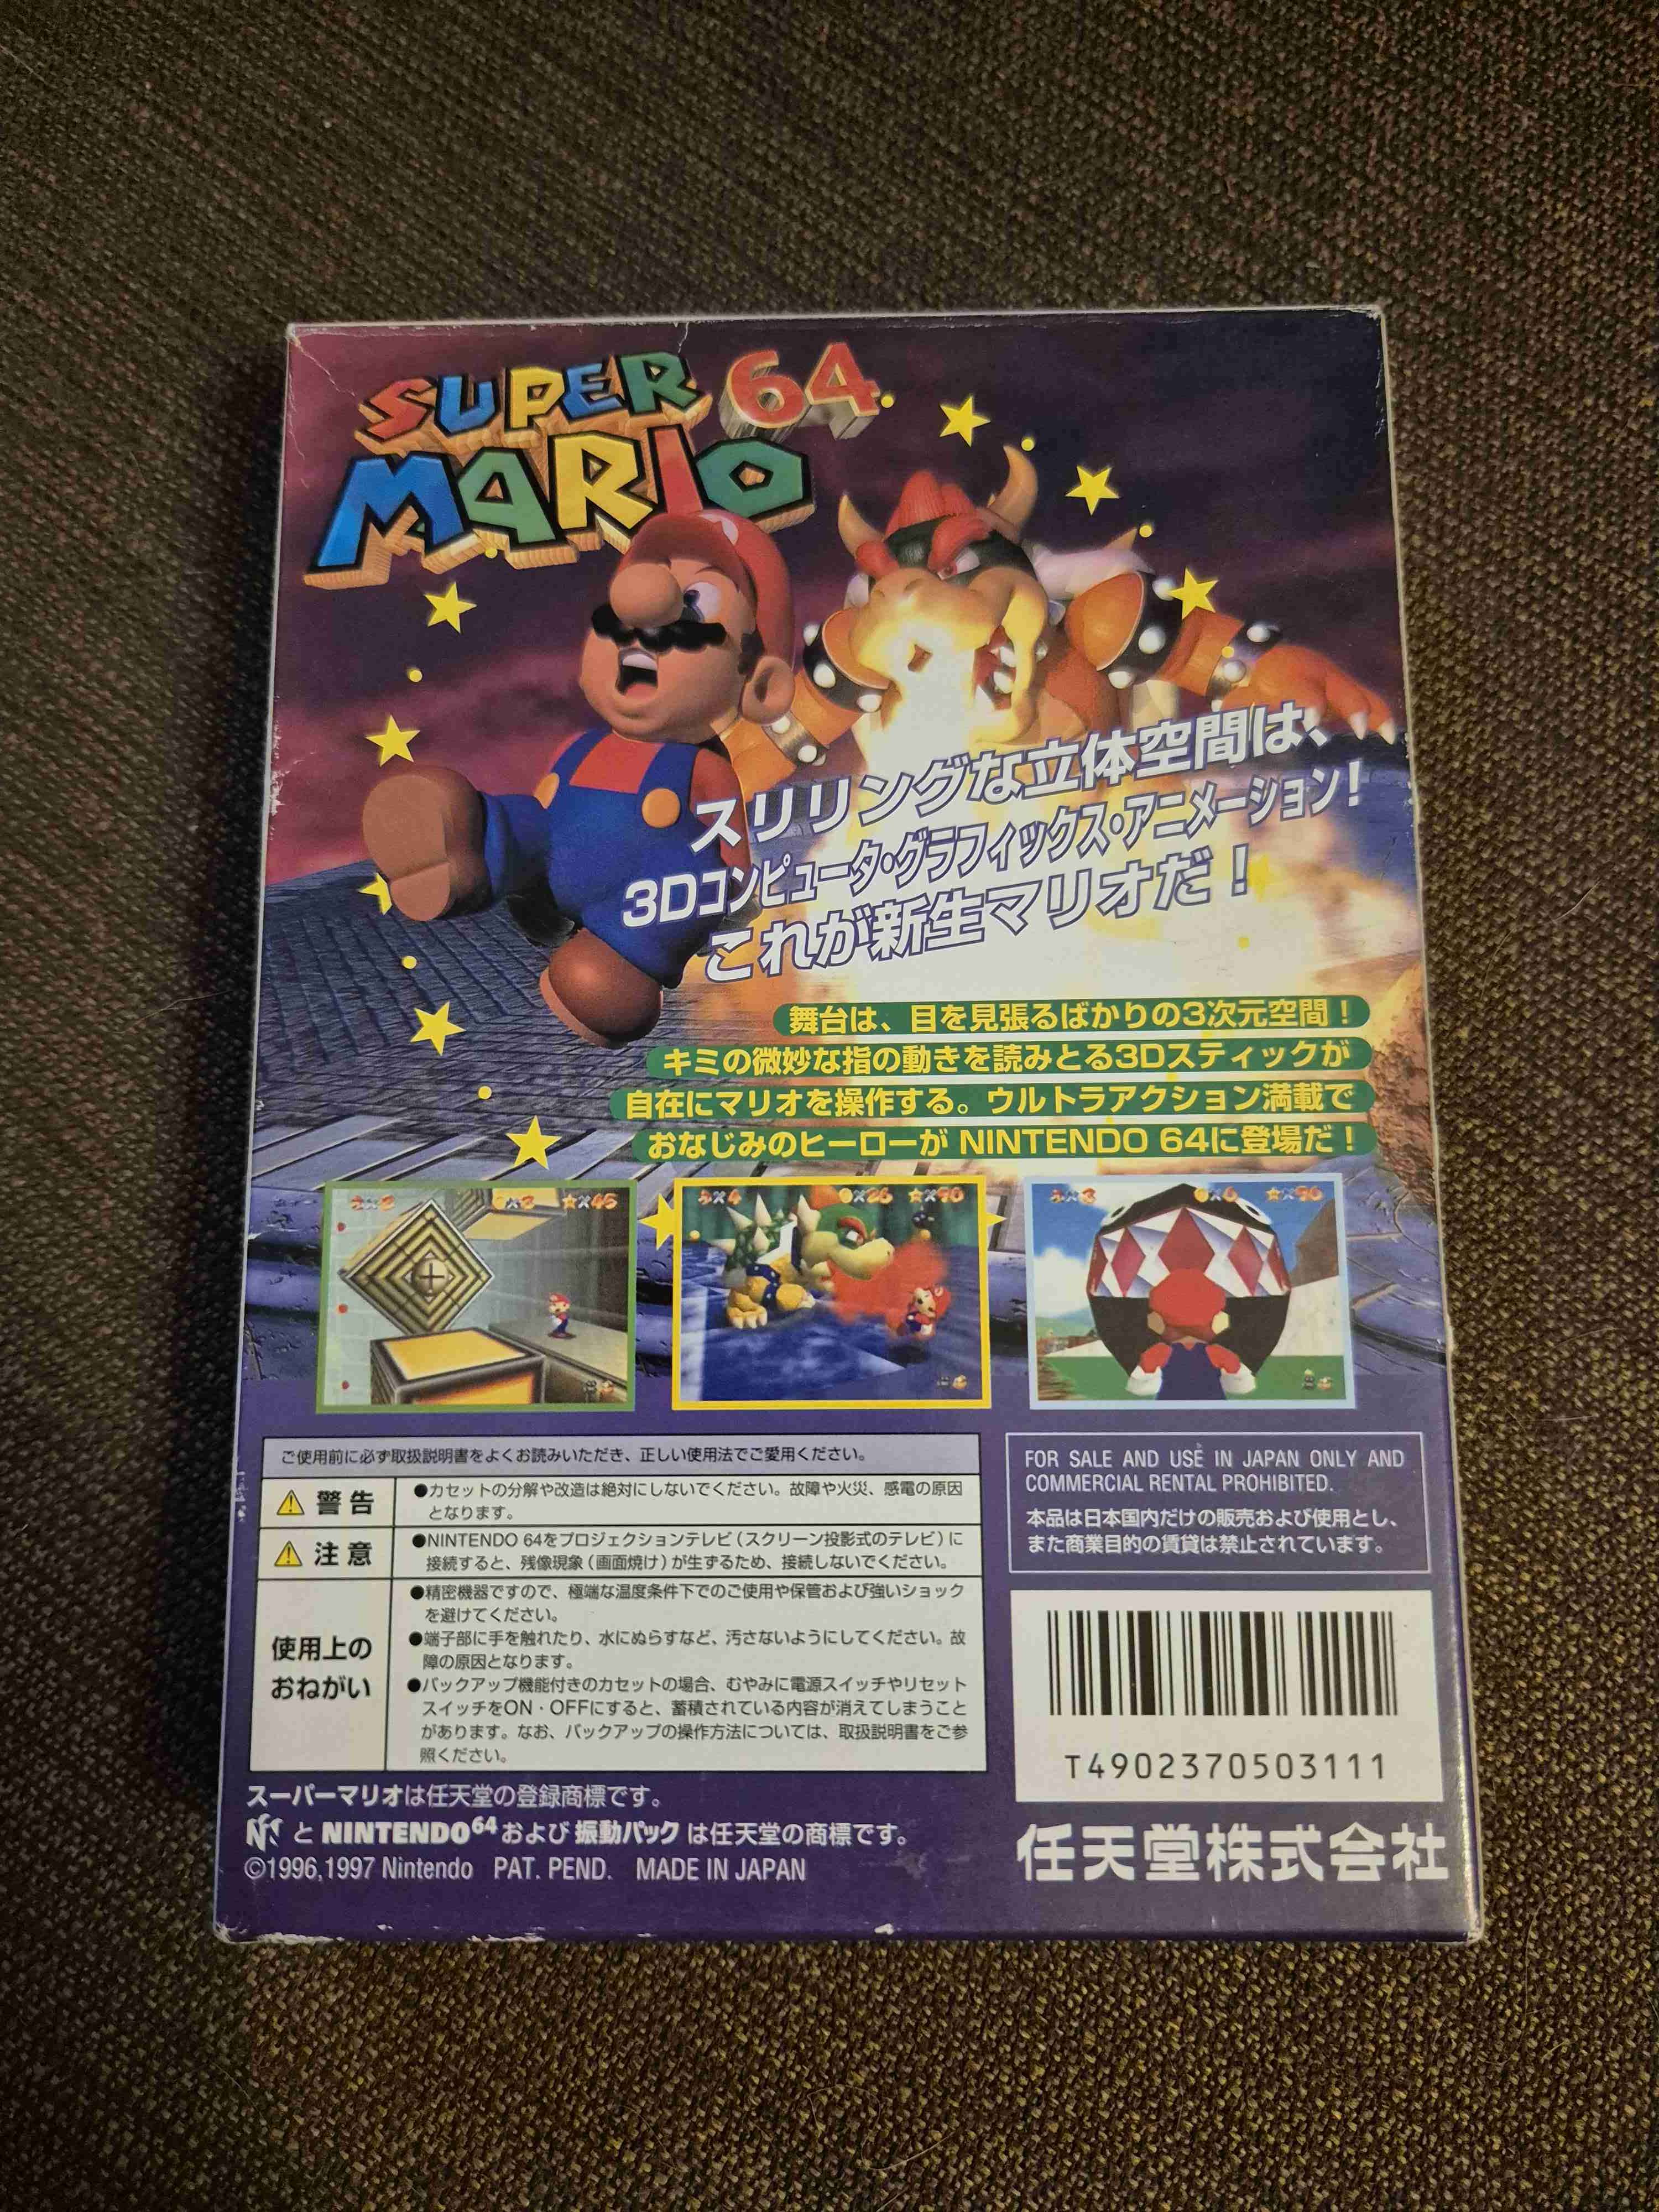 SUPER 64
MARIO
スリリングな立体空間は、
3Dコンピュータ・グラフィックス・アニメーション!
これが新生マリオだ!
舞台は、目を見張るばかりの3次元空間!
キミの微妙な指の動きを読みとる3Dスティックが
自在にマリオを操作する。ウルトラアクション満載で
おなじみのヒーローが NINTENDO 64に登場だ!
×3 ×45
×4 ×26 ×90
×3 ×6 ×96
ご使用前に必ず取扱説明書をよくお読みいただき、正しい使用法でご愛用ください。
警告
●カセットの分解や改造は絶対にしないでください。故障や火災、感電の原因
となります。
注意
●NINTENDO 64をプロジェクションテレビ(スクリーン投影式のテレビ)に
接続すると、残像現象(画面焼け)が生ずるため、接続しないでください。
使用上の
おねがい
●精密機器ですので、極端な温度条件下でのご使用や保管および強いショック
を避けてください。
●端子部に手を触れたり、水にぬらすなど、汚さないようにしてください。故
障の原因となります。
●バックアップ機能付きのカセットの場合、むやみに電源スイッチやリセット
スイッチをON・OFFにすると、蓄積されている内容が消えてしまうこと
があります。なお、バックアップの操作方法については、取扱説明書をご参
照ください。
FOR SALE AND USE IN JAPAN ONLY AND
COMMERCIAL RENTAL PROHIBITED.
本品は日本国内だけの販売および使用とし、
また商業目的の賃貸は禁止されています。
T4902370503111
スーパーマリオは任天堂の登録商標です。
と NINTENDO64 および 振動パック は任天堂の商標です。
©1996,1997 Nintendo PAT. PEND. MADE IN JAPAN
任天堂株式会社